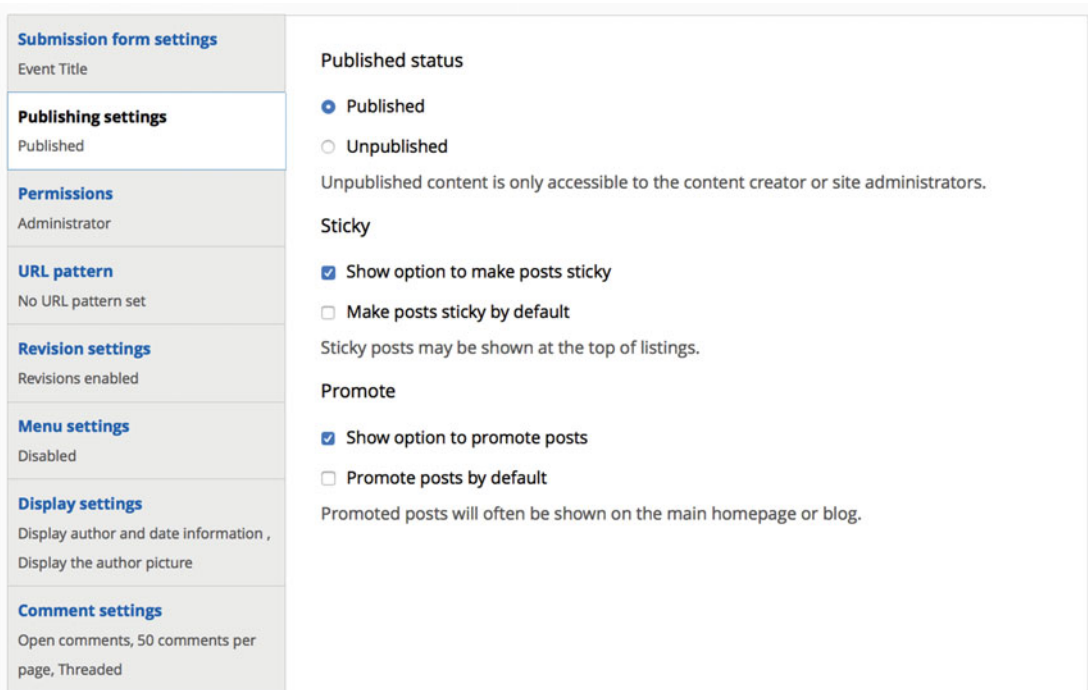 Submission form settings
Event Title
Publishing settings
Published
Permissions
Administrator
URL pattern
No URL pattern set
Revision settings
Revisions enabled
Menu settings
Disabled
Display settings
Display author and date information ,
Display the author picture
Comment settings
Open comments, 50 comments per
page, Threaded
Published status
Published
Unpublished
Unpublished content is only accessible to the content creator or site administrators.
Sticky
Show option to make posts sticky
Make posts sticky by default
Sticky posts may be shown at the top of listings.
Promote
Show option to promote posts
Promote posts by default
Promoted posts will often be shown on the main homepage or blog.